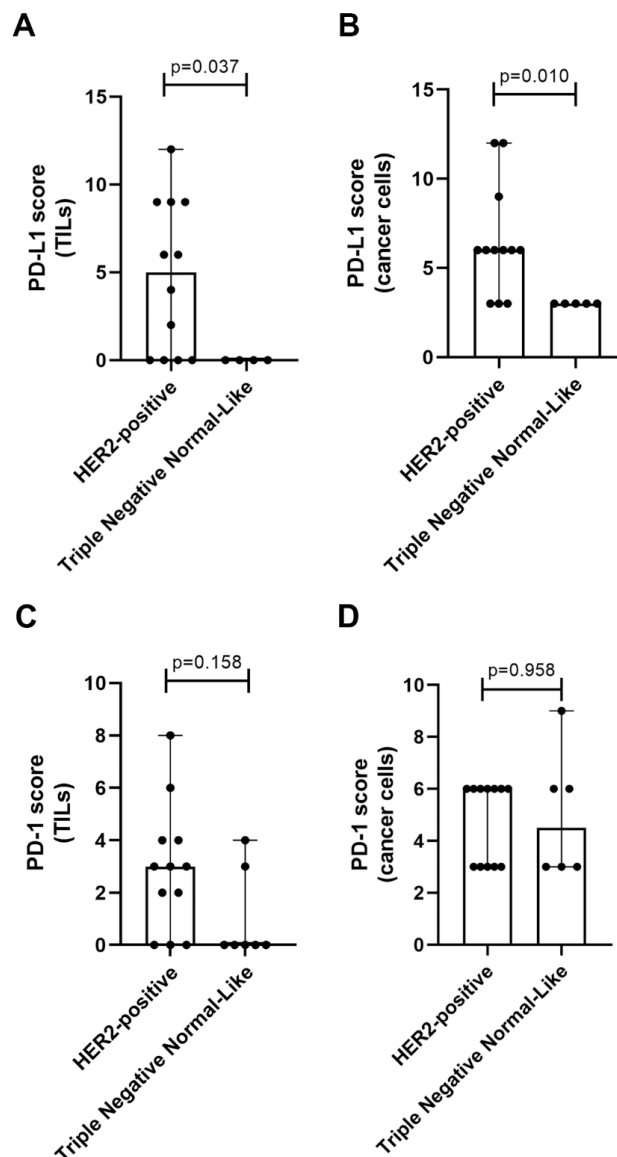 A
p=0.037
15
10
5
0
PD-L1 score
(TILs)
HER2-positive
Triple Negative Normal-Like
B
p=0.010
15
10
5
0
PD-L1 score
(cancer cells)
HER2-positive
Triple Negative Normal-Like
C
p=0.158
10
8
6
4
2
0
PD-1 score
(TILs)
HER2-positive
Triple Negative Normal-Like
D
p=0.958
10
8
6
4
2
0
PD-1 score
(cancer cells)
HER2-positive
Triple Negative Normal-Like